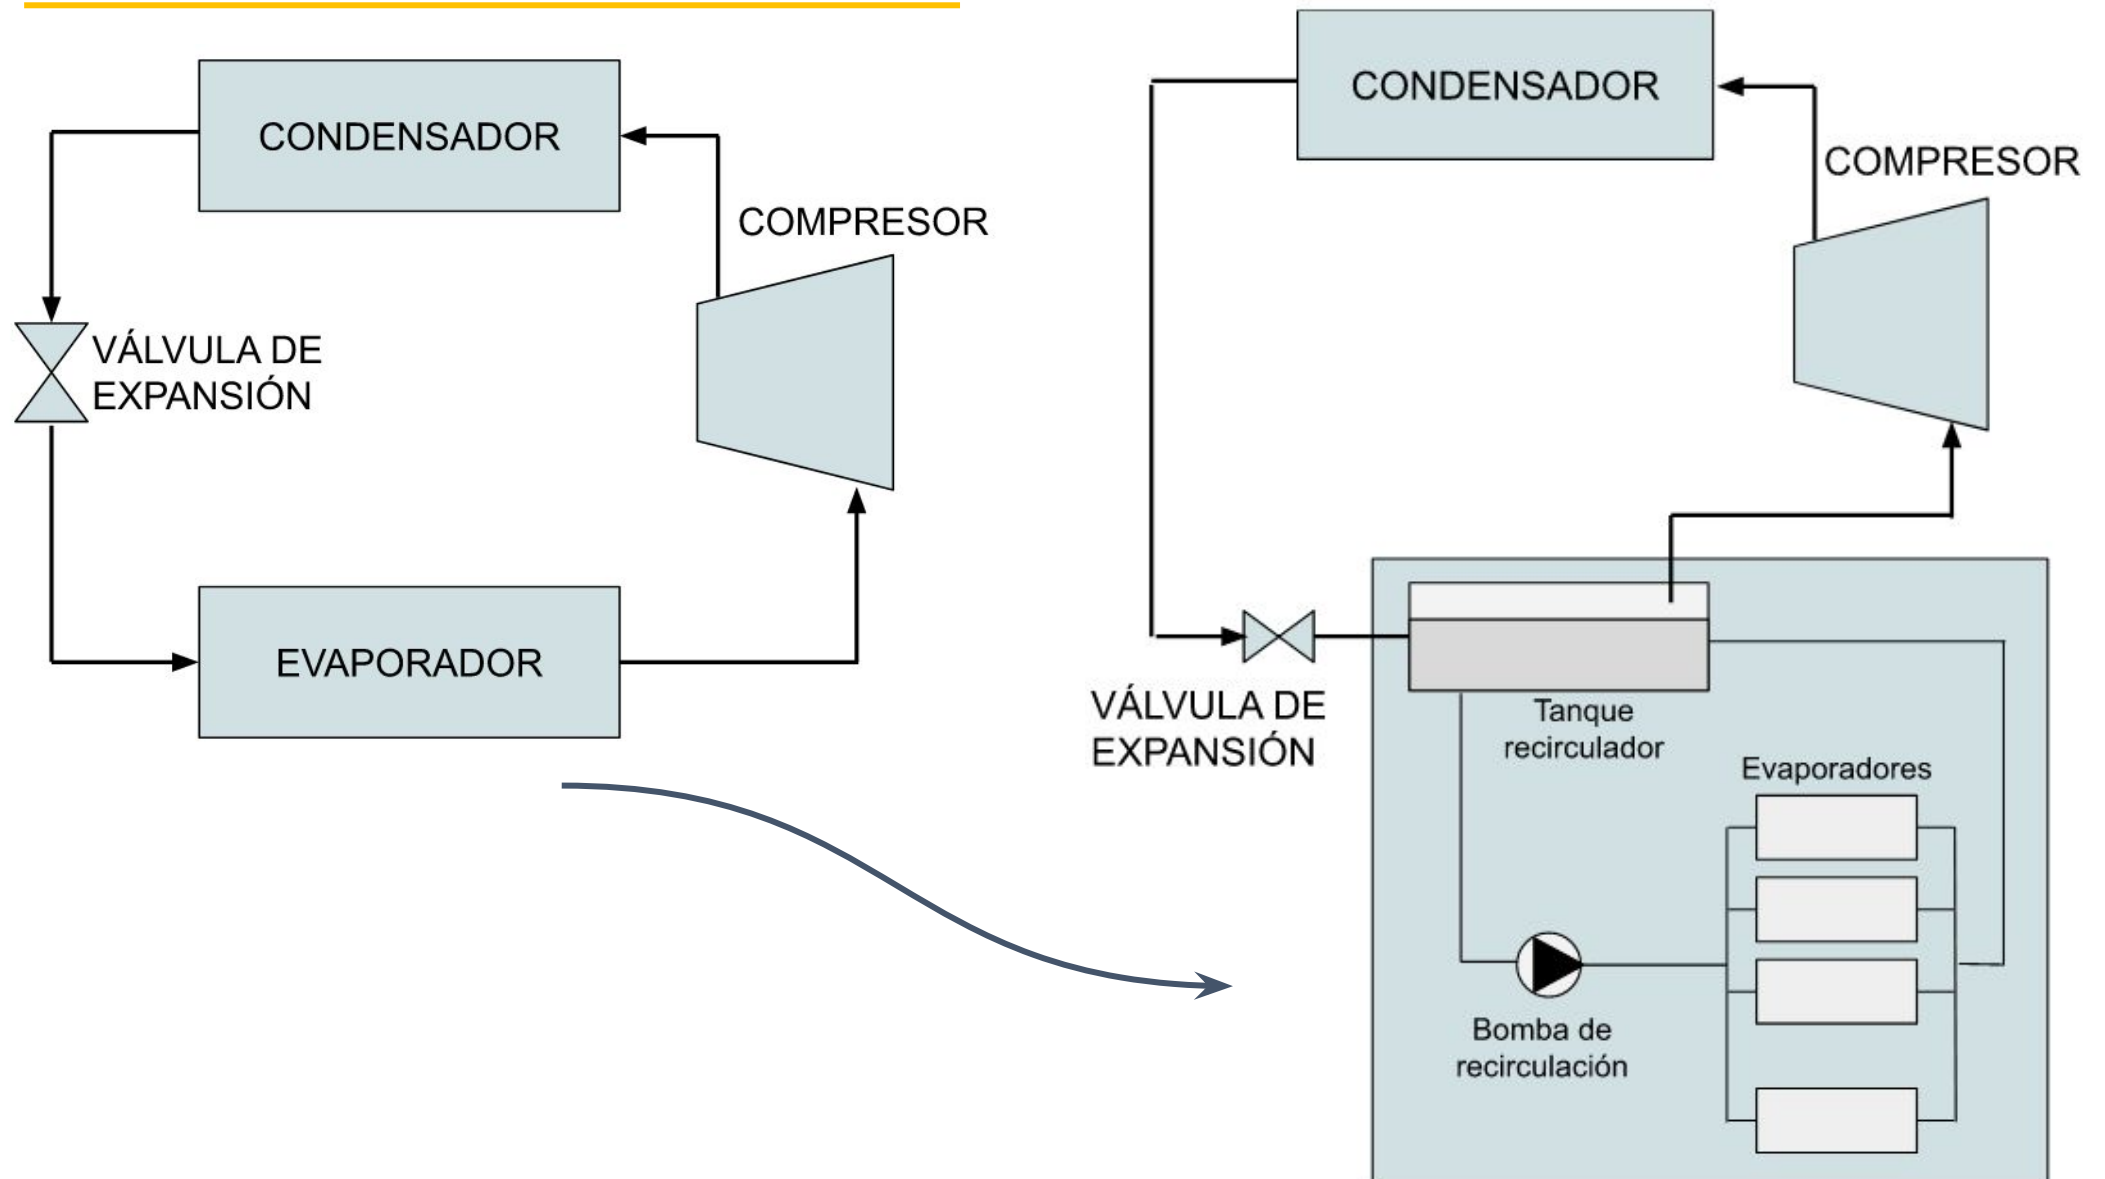 CONDENSADOR
COMPRESOR
VÁLVULA DE
EXPANSIÓN
EVAPORADOR
CONDENSADOR
COMPRESOR
VÁLVULA DE
EXPANSIÓN
Tanque
recirculador
Evaporadores
Bomba de
recirculación